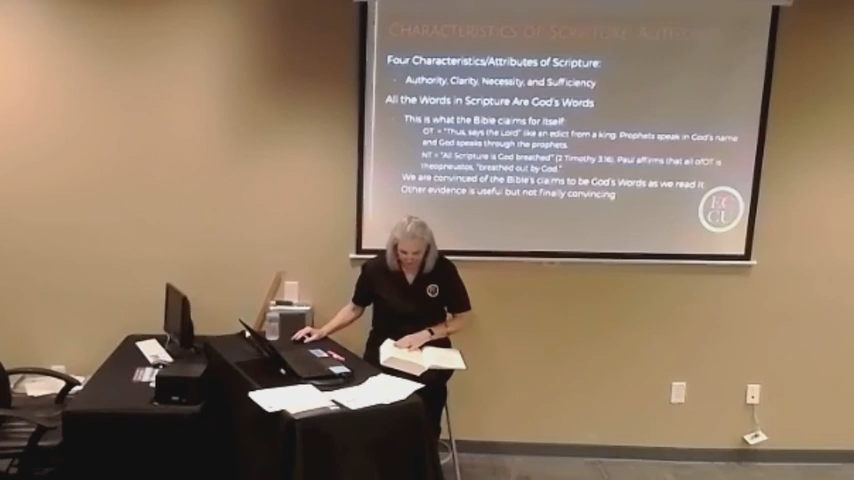 CHARACTERISTICS OF SCRIPTURE: AUTHORITY
Four Characteristics/Attributes of Scripture:
Authority, Clarity, Necessity, and Sufficiency
All the Words in Scripture Are God's Words
This is what the Bible claims for itself:
OT = "Thus, says the Lord" like an edict from a king. Prophets speak in God's name
and God speaks through the prophets.
NT = "All Scripture is God breathed" (2 Timothy 3:16). Paul affirms that all of OT is
theopneustos, "breathed out by God."
We are convinced of the Bible's claims to be God's Words as we read it.
Other evidence is useful but not finally convincing
EC
CU